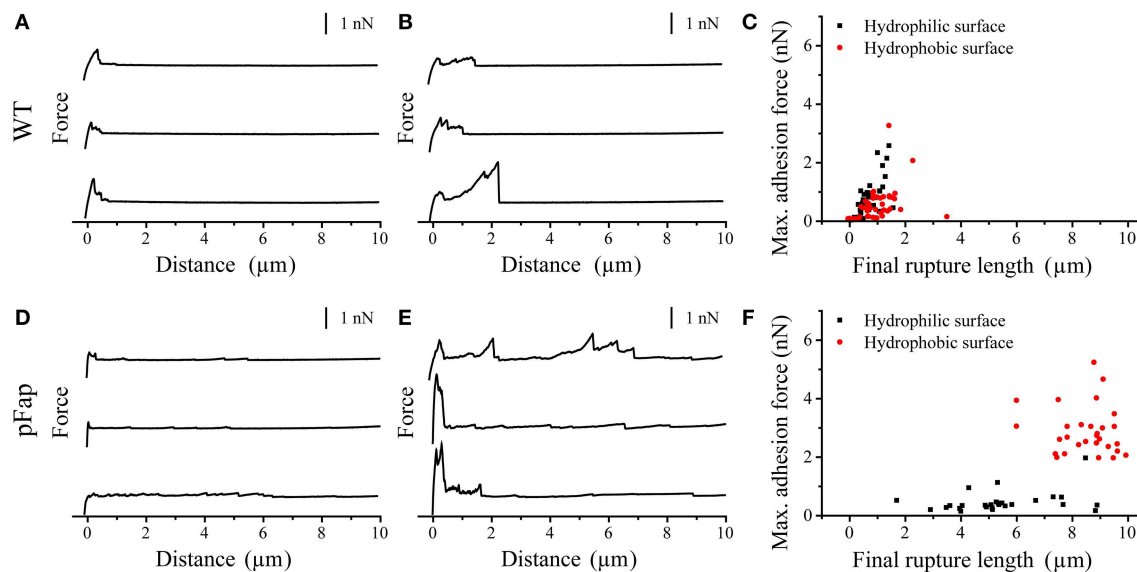 A
1 nN
B
1 nN
C
Hydrophilic surface
Hydrophobic surface
WT
Force
Force
Max. adhesion force (nN)
6
4
2
0
0 2 4 6 8 10
0 2 4 6 8 10
0 2 4 6 8 10
Distance (µm)
Distance (µm)
Final rupture length (µm)
D
1 nN
E
1 nN
F
Hydrophilic surface
Hydrophobic surface
pFap
Force
Force
Max. adhesion force (nN)
6
4
2
0
0 2 4 6 8 10
0 2 4 6 8 10
0 2 4 6 8 10
Distance (µm)
Distance (µm)
Final rupture length (µm)